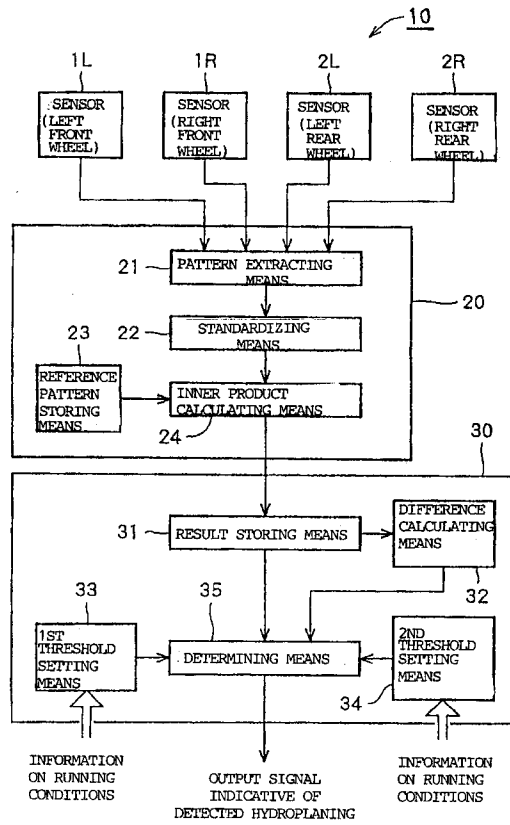 10
1L
1R
2L
2R
SENSOR
(LEFT
FRONT
WHEEL)
SENSOR
(RIGHT
FRONT
WHEEL)
SENSOR
(LEFT
REAR
WHEEL)
SENSOR
(RIGHT
REAR
WHEEL)
21
PATTERN EXTRACTING
MEANS
20
22
STANDARDIZING
MEANS
23
REFERENCE
PATTERN
STORING
MEANS
INNER PRODUCT
CALCULATING MEANS
24
30
31
RESULT STORING MEANS
DIFFERENCE
CALCULATING
MEANS
32
33
1ST
THRESHOLD
SETTING
MEANS
35
DETERMINING MEANS
2ND
THRESHOLD
SETTING
MEANS
34
INFORMATION
ON RUNNING
CONDITIONS
OUTPUT SIGNAL
INDICATIVE OF
DETECTED HYDROPLANING
INFORMATION
ON RUNNING
CONDITIONS